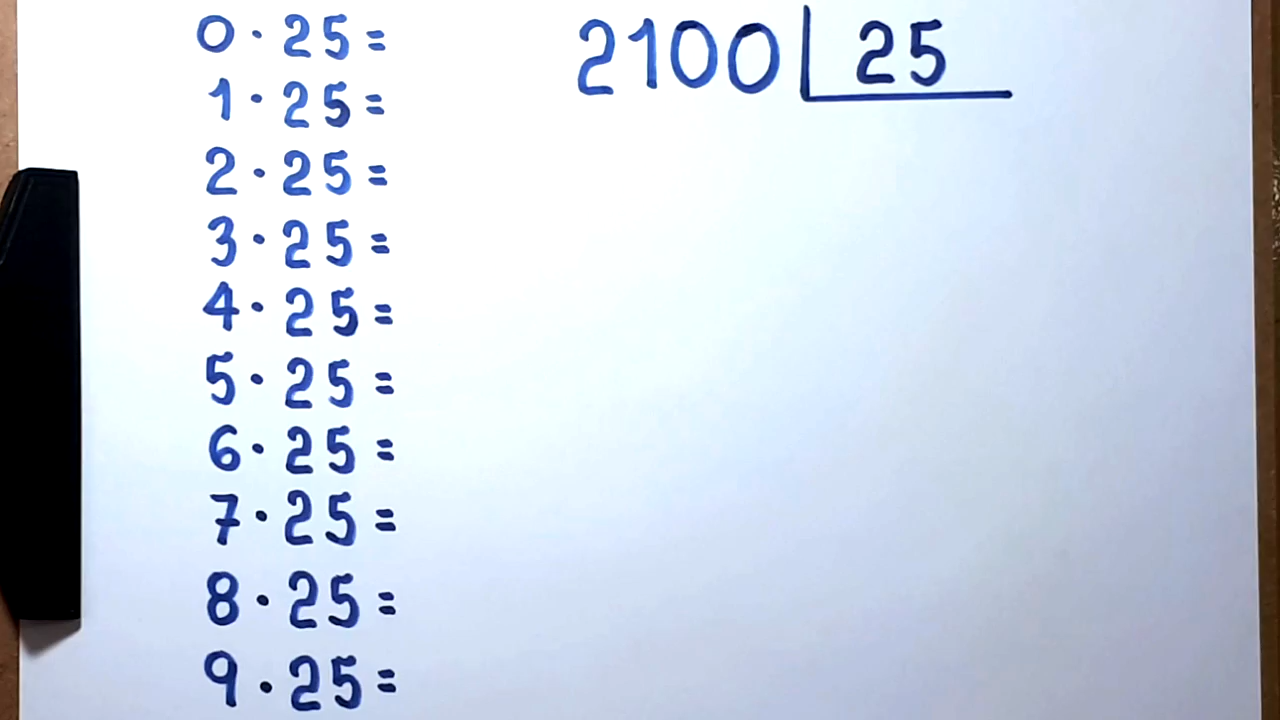 0 · 25 =
2100 | 25
1 · 25 =
2 · 25 =
3 · 25 =
4 · 25 =
5 · 25 =
6 · 25 =
7 · 25 =
8 · 25 =
9 · 25 =